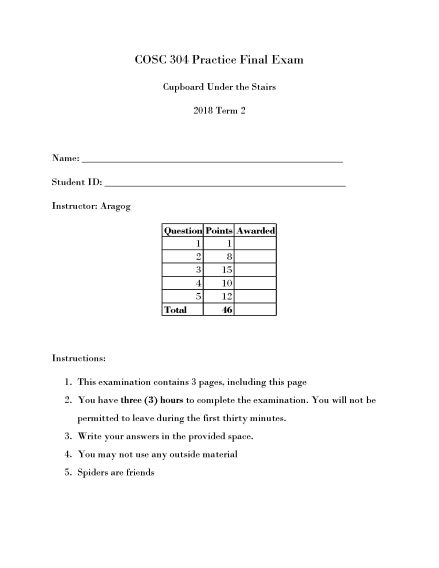 COSC 304 Practice Final Exam
Cupboard Under the Stairs
2018 Term 2
Name:
Student ID:
Instructor: Aragog
Question Points Awarded
1 1
2 8
3 15
4 10
5 12
Total 46
Instructions:
1. This examination contains 3 pages, including this page
2. You have three (3) hours to complete the examination. You will not be
permitted to leave during the first thirty minutes.
3. Write your answers in the provided space.
4. You may not use any outside material
5. Spiders are friends